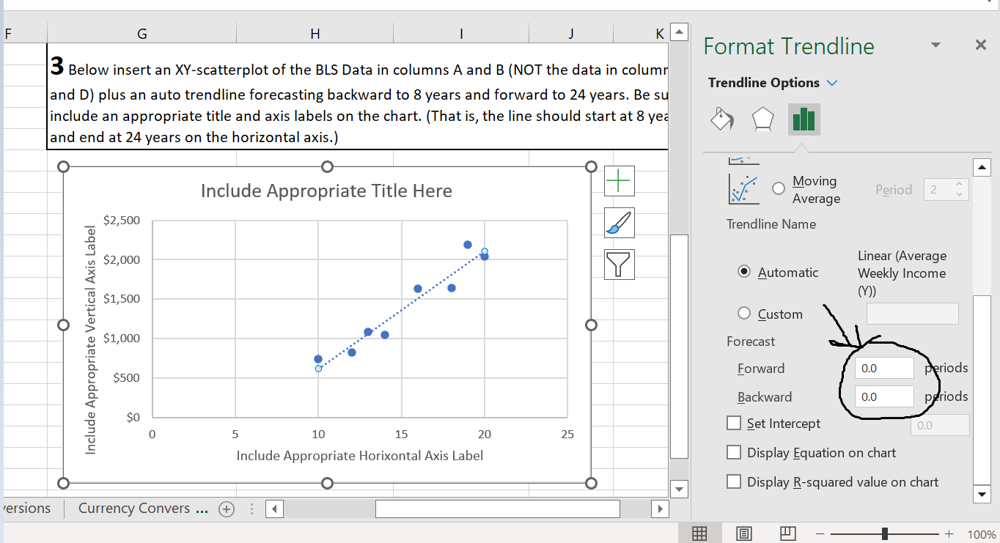 F G H I J K
3 Below insert an XY-scatterplot of the BLS Data in columns A and B (NOT the data in column
and D) plus an auto trendline forecasting backward to 8 years and forward to 24 years. Be su
include an appropriate title and axis labels on the chart. (That is, the line should start at 8 yea
and end at 24 years on the horizontal axis.)
Include Appropriate Title Here
Include Appropriate Vertical Axis Label
$2,500
$2,000
$1,500
$1,000
$500
$0
0 5 10 15 20 25
Include Appropriate Horixontal Axis Label
versions Currency Convers ...
Format Trendline
Trendline Options
Moving
Average
Period 2
Trendline Name
Automatic
Linear (Average
Weekly Income
(Y))
Custom
Forecast
Forward 0.0 periods
Backward 0.0 periods
Set Intercept 0.0
Display Equation on chart
Display R-squared value on chart
100%